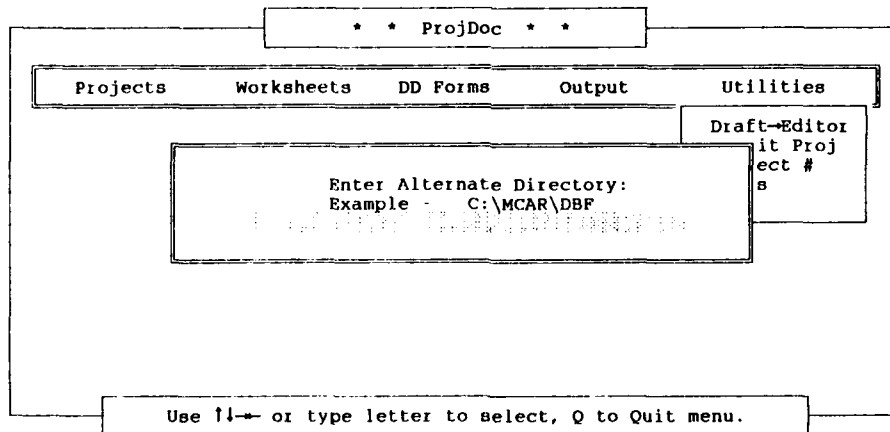 * * ProjDoc * *
Projects Worksheets DD Forms Output Utilities
Draft→Editor
it Proj
ect #
s
Enter Alternate Directory:
Example - C:\MCAR\DBF
Use ↑↓→← or type letter to select, Q to Quit menu.